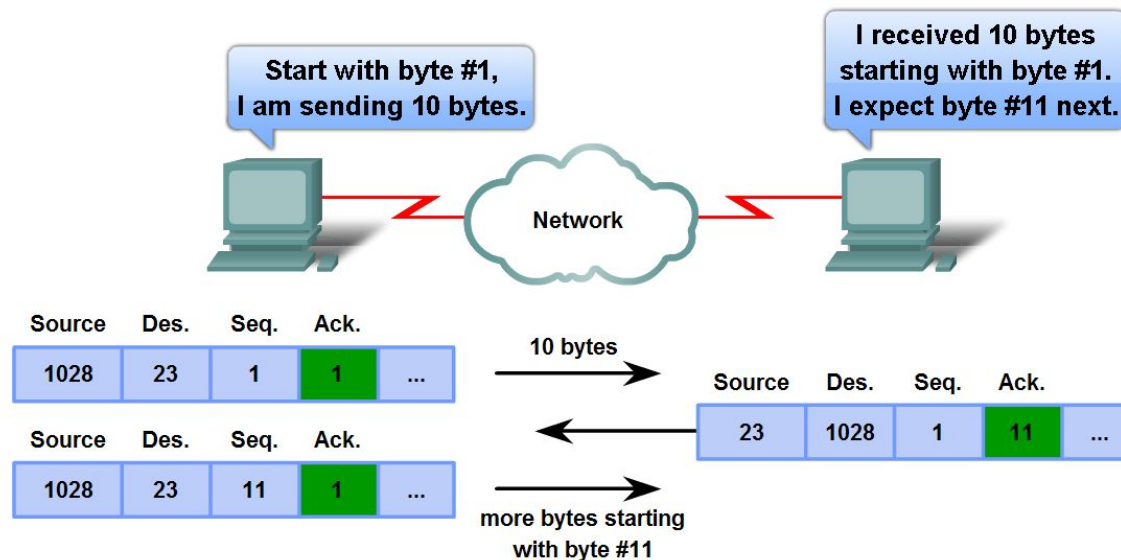 Start with byte #1,
I am sending 10 bytes.
I received 10 bytes
starting with byte #1.
I expect byte #11 next.
Network
Source Des. Seq. Ack.
1028 23 1 1 ...
10 bytes
Source Des. Seq. Ack.
23 1028 1 11 ...
Source Des. Seq. Ack.
1028 23 11 1 ...
more bytes starting
with byte #11